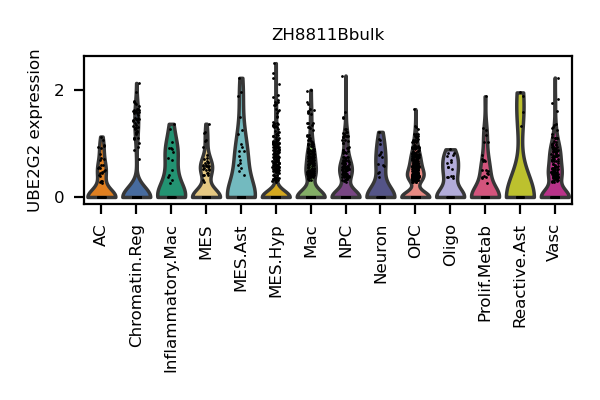 ZH8811Bbulk
UBE2G2 expression
2
0
AC
Chromatin.Reg
Inflammatory.Mac
MES
MES.Ast
MES.Hyp
Mac
NPC
Neuron
OPC
Oligo
Prolif.Metab
Reactive.Ast
Vasc